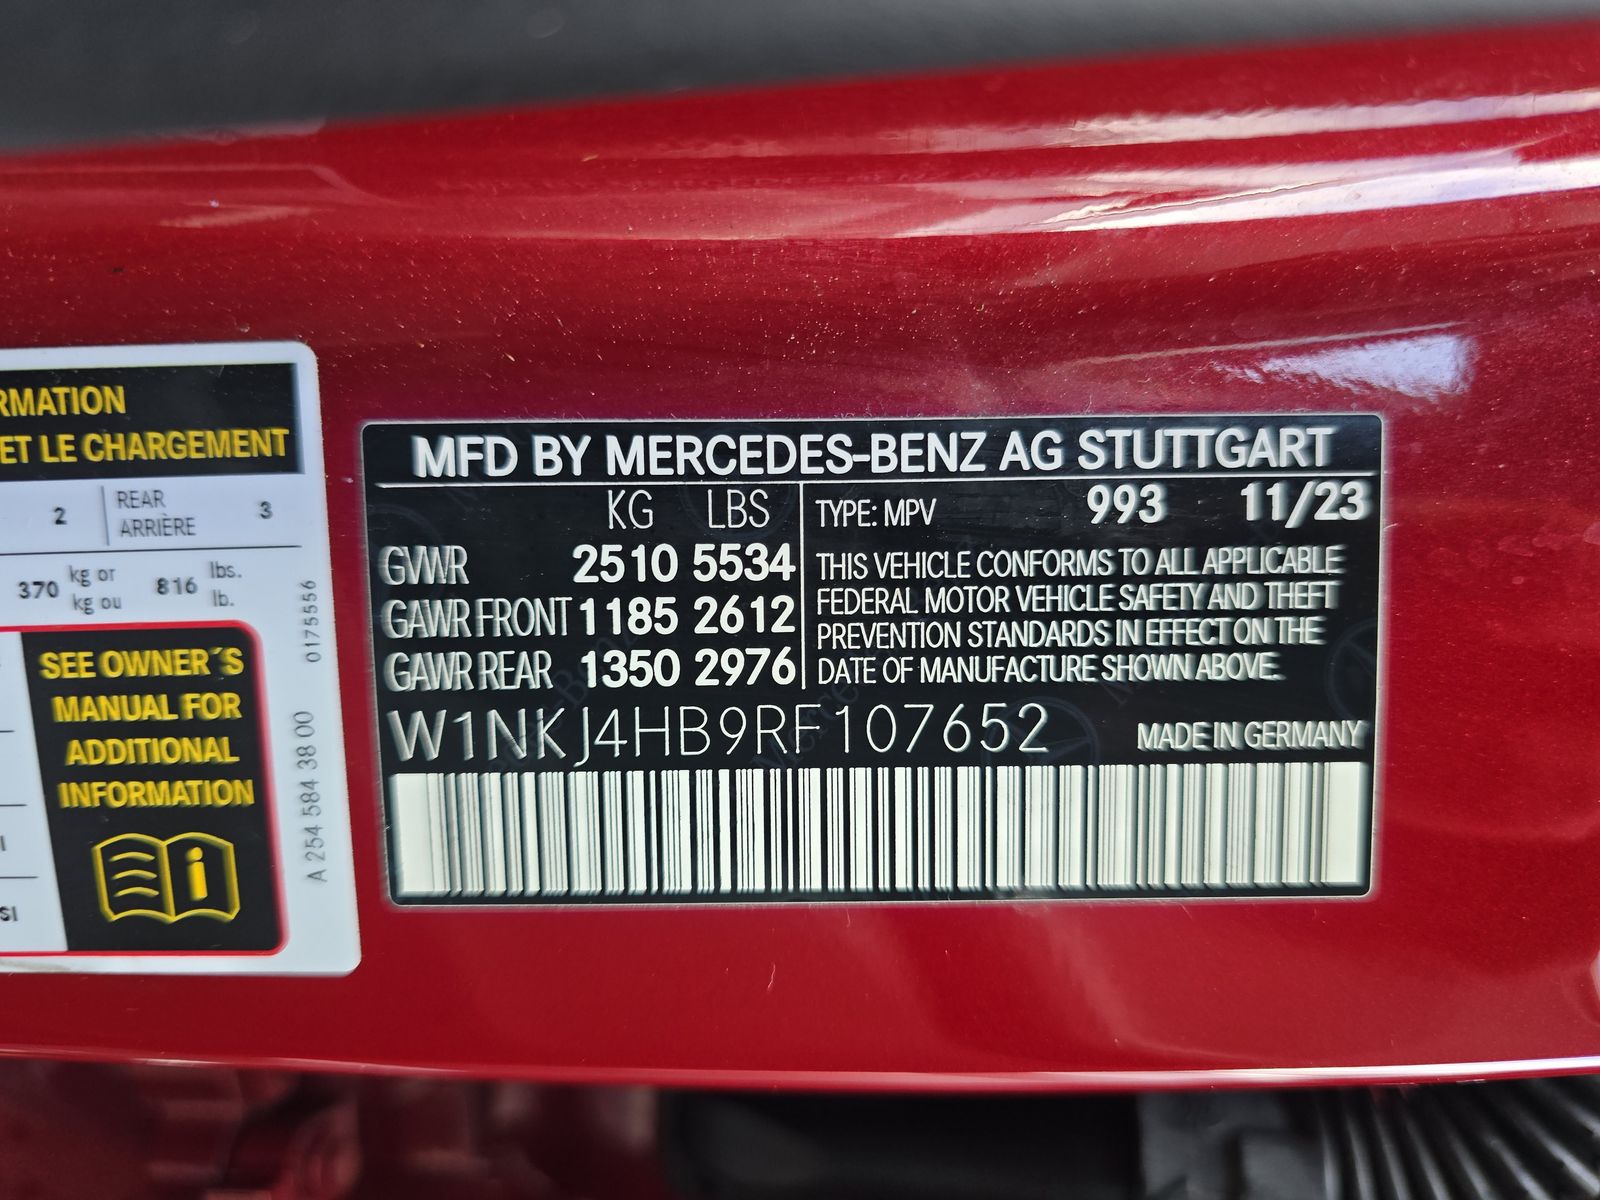 RMATION
ET LE CHARGEMENT
2 REAR 3
ARRIÈRE
370 kg or 816 lbs.
kg ou lb.
0175556
SEE OWNER´S
MANUAL FOR
ADDITIONAL
INFORMATION
A 254 584 38 00
SI
MFD BY MERCEDES-BENZ AG STUTTGART
KG LBS
GVWR 2510 5534
GAWR FRONT 1185 2612
GAWR REAR 1350 2976
TYPE: MPV 993 11/23
THIS VEHICLE CONFORMS TO ALL APPLICABLE
FEDERAL MOTOR VEHICLE SAFETY AND THEFT
PREVENTION STANDARDS IN EFFECT ON THE
DATE OF MANUFACTURE SHOWN ABOVE.
W1NKJ4HB9RF107652 MADE IN GERMANY